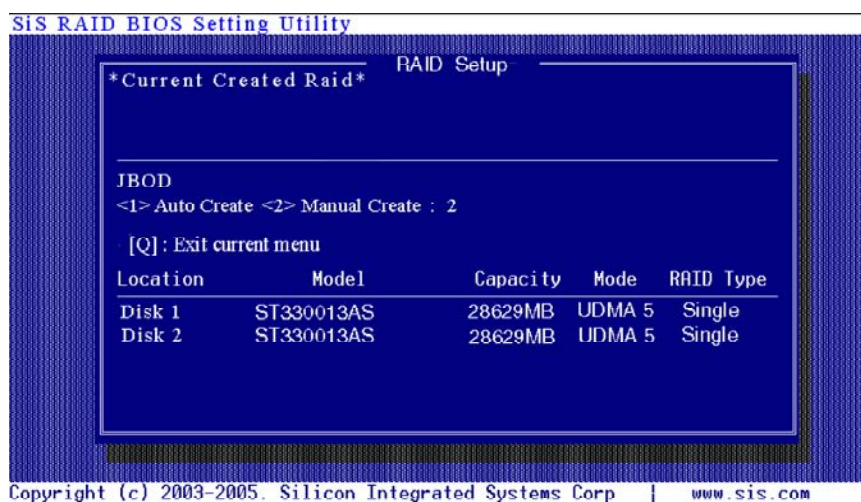 SiS RAID BIOS Setting Utility
RAID Setup
*Current Created Raid*
JBOD
<1> Auto Create <2> Manual Create : 2
[Q] : Exit current menu
Location Model Capacity Mode RAID Type
Disk 1 ST330013AS 28629MB UDMA 5 Single
Disk 2 ST330013AS 28629MB UDMA 5 Single
Copyright (c) 2003-2005. Silicon Integrated Systems Corp | www.sis.com